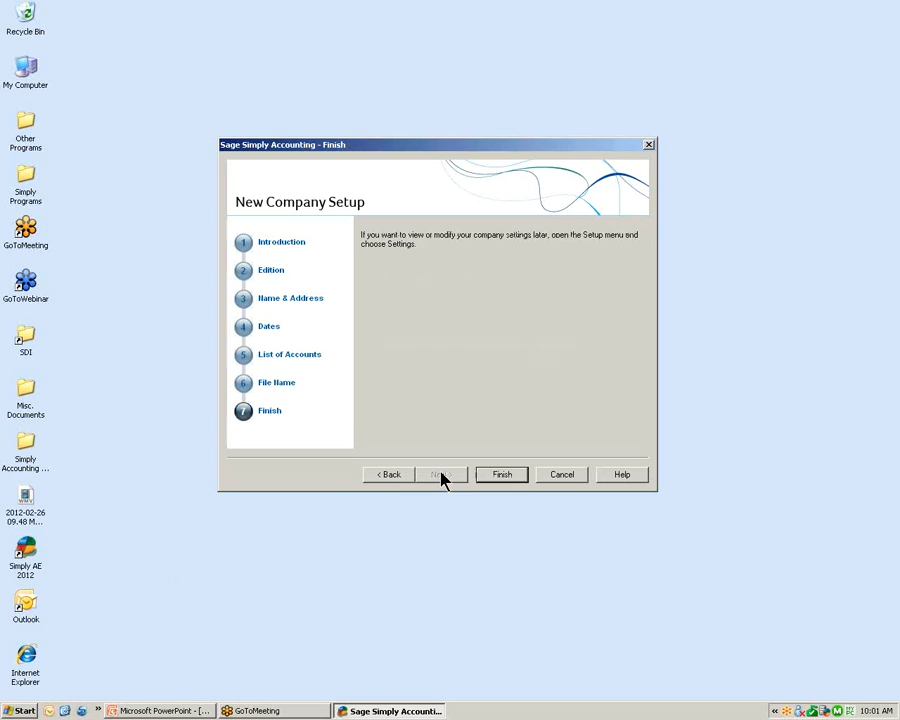 Recycle Bin
My Computer
Other
Programs
Simply
Programs
GoToMeeting
GoToWebinar
SDI
Misc.
Documents
Simply
Accounting ...
2012-02-26
09.48 M...
Simply AE
2012
Outlook
Internet
Explorer
Sage Simply Accounting - Finish
New Company Setup
1 Introduction
2 Edition
3 Name & Address
4 Dates
5 List of Accounts
6 File Name
7 Finish
If you want to view or modify your company settings later, open the Setup menu and
choose Settings.
< Back
Finish
Cancel
Help
Start
»
Microsoft PowerPoint - [...
GoToMeeting
Sage Simply Accounti...
«
10:01 AM